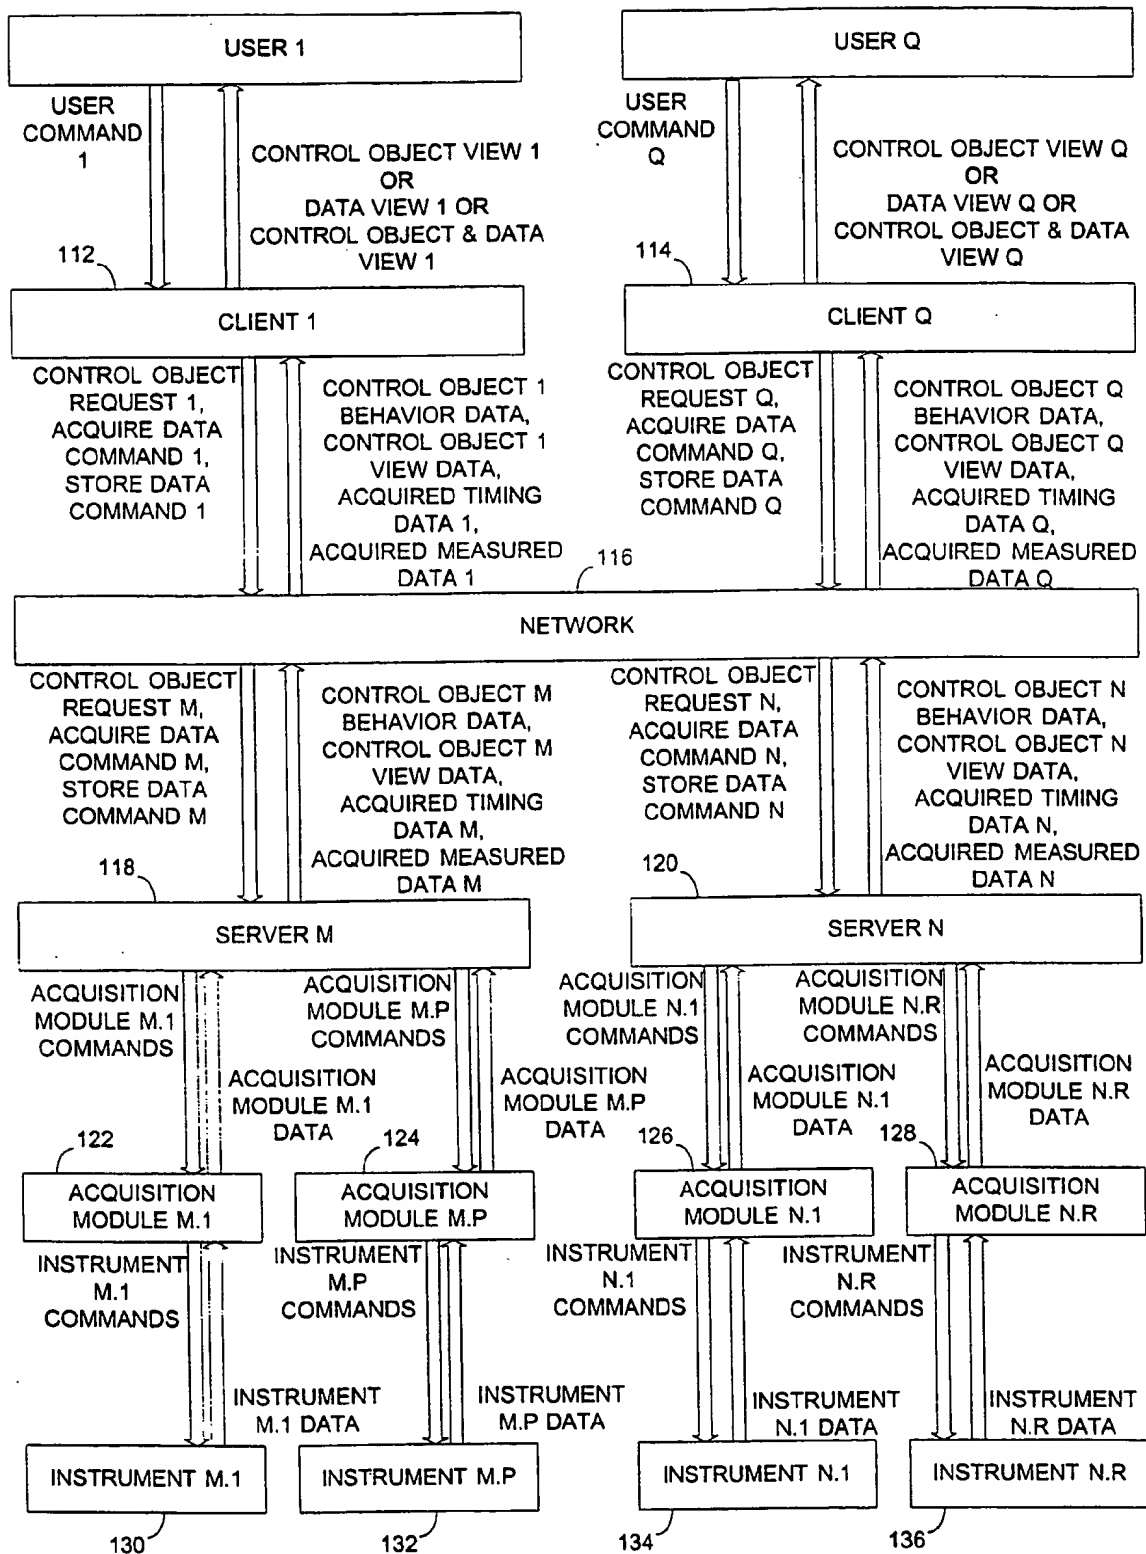 USER 1
USER Q
USER
COMMAND
1
CONTROL OBJECT VIEW 1
OR
DATA VIEW 1 OR
CONTROL OBJECT & DATA
VIEW 1
USER
COMMAND
Q
CONTROL OBJECT VIEW Q
OR
DATA VIEW Q OR
CONTROL OBJECT & DATA
VIEW Q
112
114
CLIENT 1
CLIENT Q
CONTROL OBJECT
REQUEST 1,
ACQUIRE DATA
COMMAND 1,
STORE DATA
COMMAND 1
CONTROL OBJECT 1
BEHAVIOR DATA,
CONTROL OBJECT 1
VIEW DATA,
ACQUIRED TIMING
DATA 1,
ACQUIRED MEASURED
DATA 1
CONTROL OBJECT
REQUEST Q,
ACQUIRE DATA
COMMAND Q,
STORE DATA
COMMAND Q
CONTROL OBJECT Q
BEHAVIOR DATA,
CONTROL OBJECT Q
VIEW DATA,
ACQUIRED TIMING
DATA Q,
ACQUIRED MEASURED
DATA Q
116
NETWORK
CONTROL OBJECT
REQUEST M,
ACQUIRE DATA
COMMAND M,
STORE DATA
COMMAND M
CONTROL OBJECT M
BEHAVIOR DATA,
CONTROL OBJECT M
VIEW DATA,
ACQUIRED TIMING
DATA M,
ACQUIRED MEASURED
DATA M
CONTROL OBJECT
REQUEST N,
ACQUIRE DATA
COMMAND N,
STORE DATA
COMMAND N
CONTROL OBJECT N
BEHAVIOR DATA,
CONTROL OBJECT N
VIEW DATA,
ACQUIRED TIMING
DATA N,
ACQUIRED MEASURED
DATA N
118
120
SERVER M
SERVER N
ACQUISITION
MODULE M.1
COMMANDS
ACQUISITION
MODULE M.P
COMMANDS
ACQUISITION
MODULE N.1
COMMANDS
ACQUISITION
MODULE N.R
COMMANDS
ACQUISITION
MODULE M.1
DATA
ACQUISITION
MODULE M.P
DATA
ACQUISITION
MODULE N.1
DATA
ACQUISITION
MODULE N.R
DATA
122
124
126
128
ACQUISITION
MODULE M.1
ACQUISITION
MODULE M.P
ACQUISITION
MODULE N.1
ACQUISITION
MODULE N.R
INSTRUMENT
M.1
COMMANDS
INSTRUMENT
M.P
COMMANDS
INSTRUMENT
N.1
COMMANDS
INSTRUMENT
N.R
COMMANDS
INSTRUMENT
M.1 DATA
INSTRUMENT
M.P DATA
INSTRUMENT
N.1 DATA
INSTRUMENT
N.R DATA
INSTRUMENT M.1
INSTRUMENT M.P
INSTRUMENT N.1
INSTRUMENT N.R
130
132
134
136